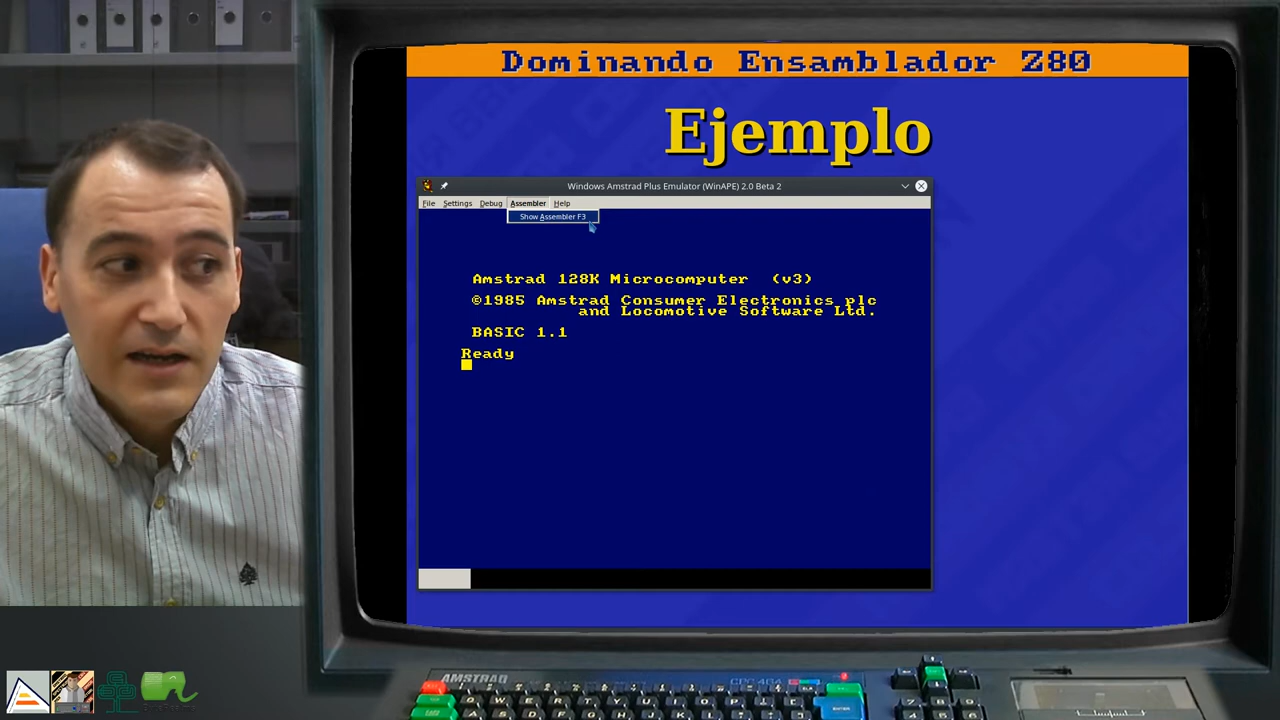 Dominando Ensamblador Z80
Ejemplo
Windows Amstrad Plus Emulator (WinAPE) 2.0 Beta 2
File Settings Debug Assembler Help
Show Assembler F3
Amstrad 128K Microcomputer (v3)
©1985 Amstrad Consumer Electronics plc
and Locomotive Software Ltd.
BASIC 1.1
Ready
AMSTRAD
CPC 464